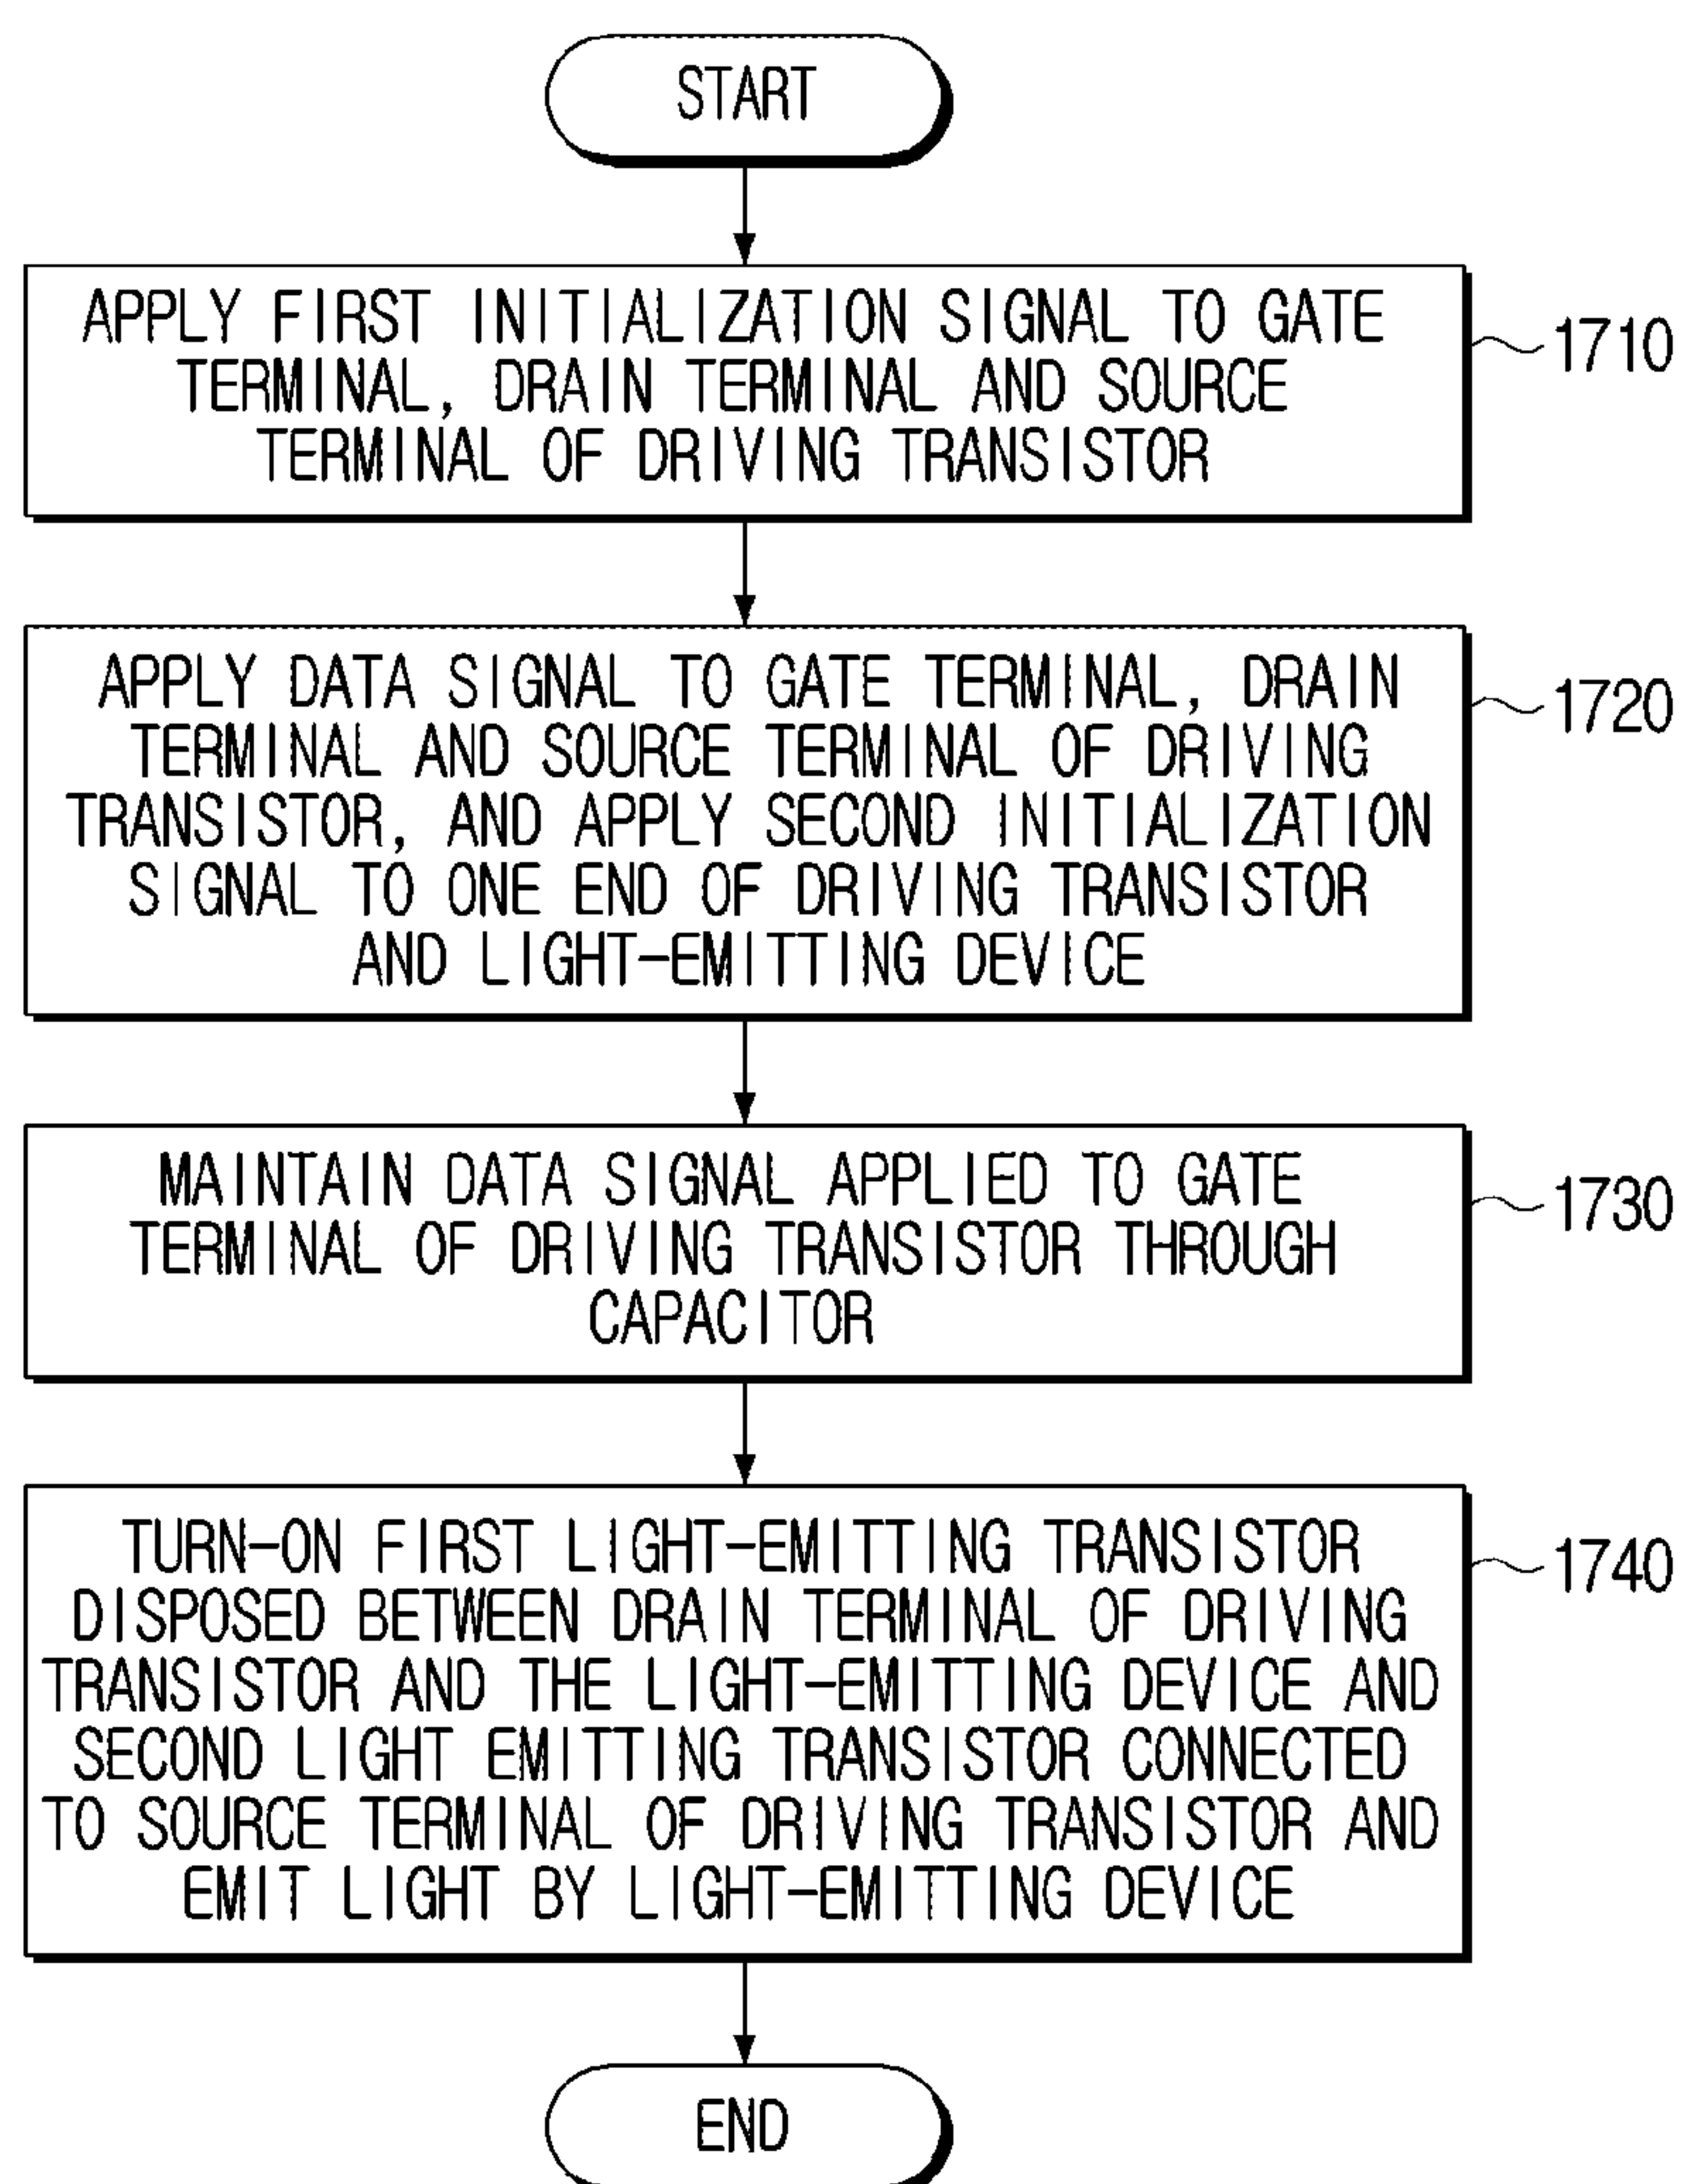 START
APPLY FIRST INITIALIZATION SIGNAL TO GATE
TERMINAL, DRAIN TERMINAL AND SOURCE
TERMINAL OF DRIVING TRANSISTOR
1710
APPLY DATA SIGNAL TO GATE TERMINAL, DRAIN
TERMINAL AND SOURCE TERMINAL OF DRIVING
TRANSISTOR, AND APPLY SECOND INITIALIZATION
SIGNAL TO ONE END OF DRIVING TRANSISTOR
AND LIGHT-EMITTING DEVICE
1720
MAINTAIN DATA SIGNAL APPLIED TO GATE
TERMINAL OF DRIVING TRANSISTOR THROUGH
CAPACITOR
1730
TURN-ON FIRST LIGHT-EMITTING TRANSISTOR
DISPOSED BETWEEN DRAIN TERMINAL OF DRIVING
TRANSISTOR AND THE LIGHT-EMITTING DEVICE AND
SECOND LIGHT EMITTING TRANSISTOR CONNECTED
TO SOURCE TERMINAL OF DRIVING TRANSISTOR AND
EMIT LIGHT BY LIGHT-EMITTING DEVICE
1740
END